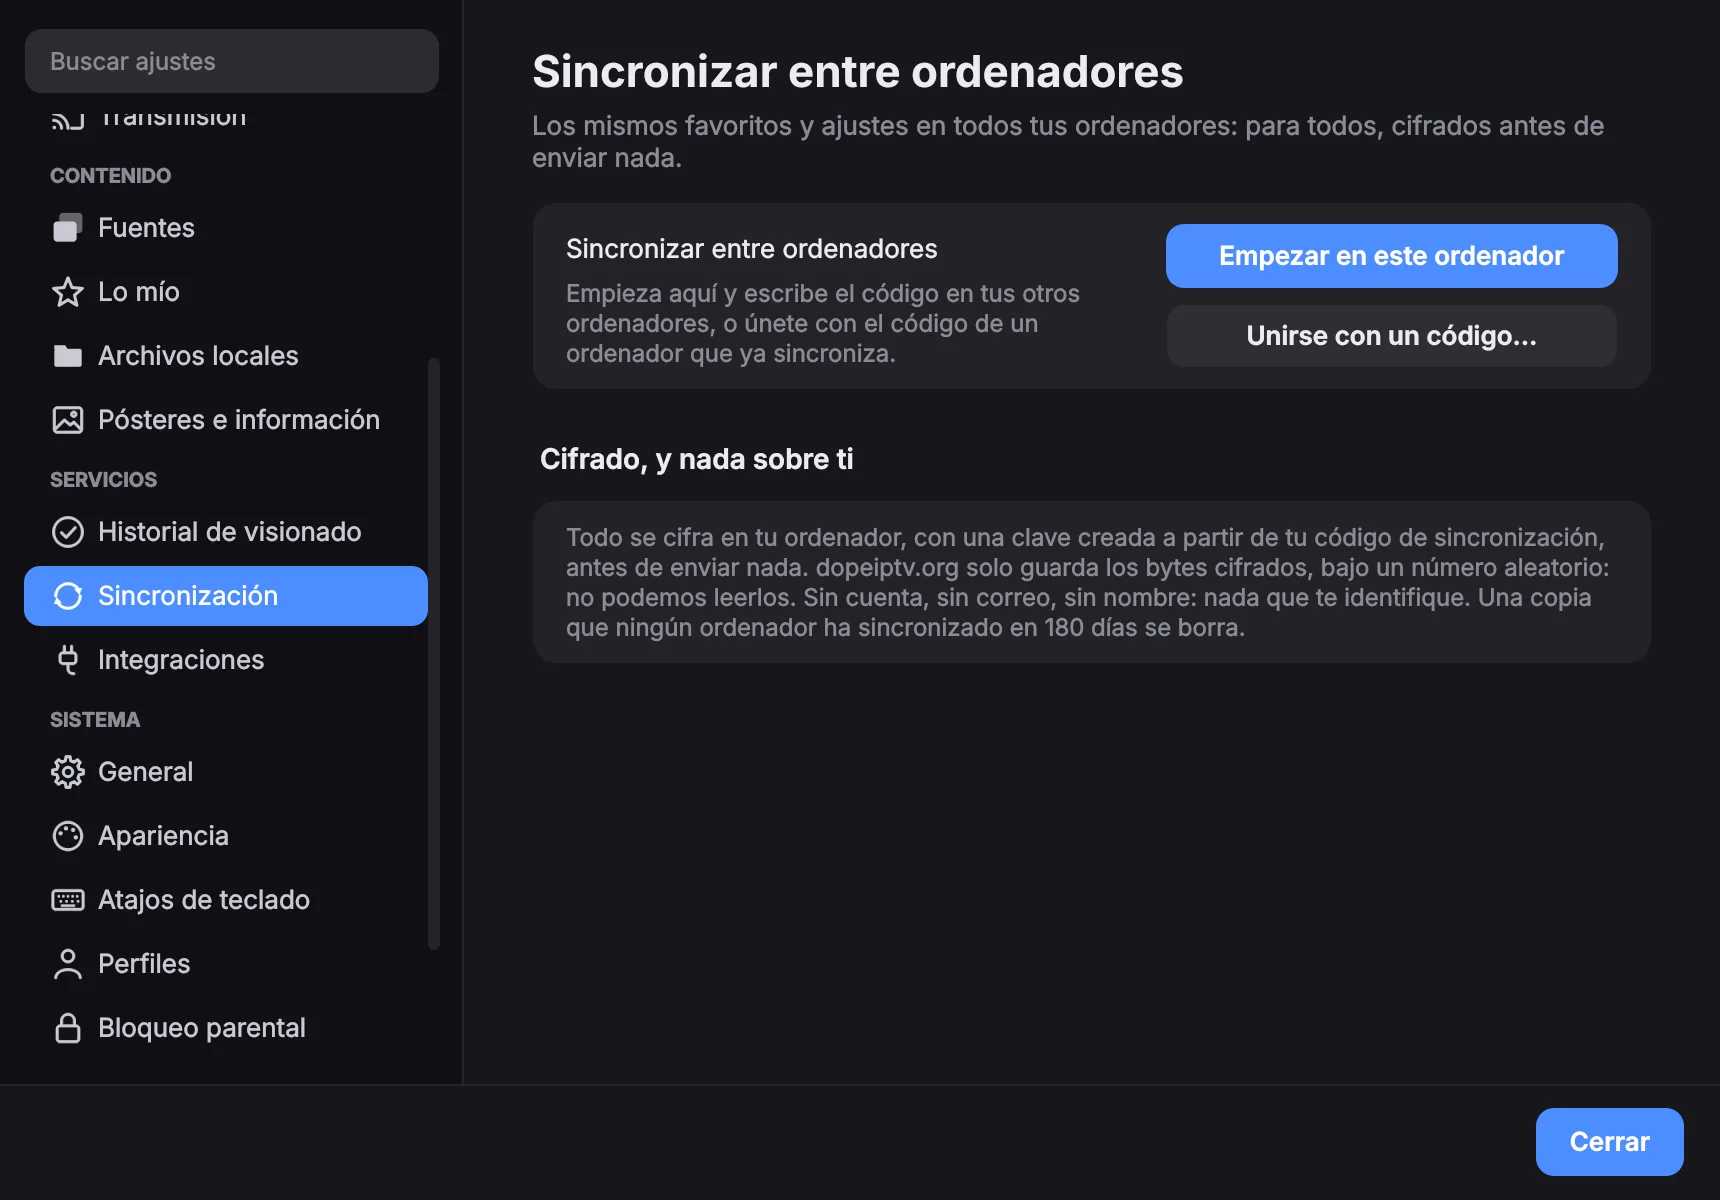 Buscar ajustes
Transmisión
CONTENIDO
Fuentes
Lo mío
Archivos locales
Pósteres e información
SERVICIOS
Historial de visionado
Sincronización
Integraciones
SISTEMA
General
Apariencia
Atajos de teclado
Perfiles
Bloqueo parental
Sincronizar entre ordenadores
Los mismos favoritos y ajustes en todos tus ordenadores: para todos, cifrados antes de
enviar nada.
Sincronizar entre ordenadores
Empieza aquí y escribe el código en tus otros
ordenadores, o únete con el código de un
ordenador que ya sincroniza.
Empezar en este ordenador
Unirse con un código...
Cifrado, y nada sobre ti
Todo se cifra en tu ordenador, con una clave creada a partir de tu código de sincronización,
antes de enviar nada. dopeiptv.org solo guarda los bytes cifrados, bajo un número aleatorio:
no podemos leerlos. Sin cuenta, sin correo, sin nombre: nada que te identifique. Una copia
que ningún ordenador ha sincronizado en 180 días se borra.
Cerrar